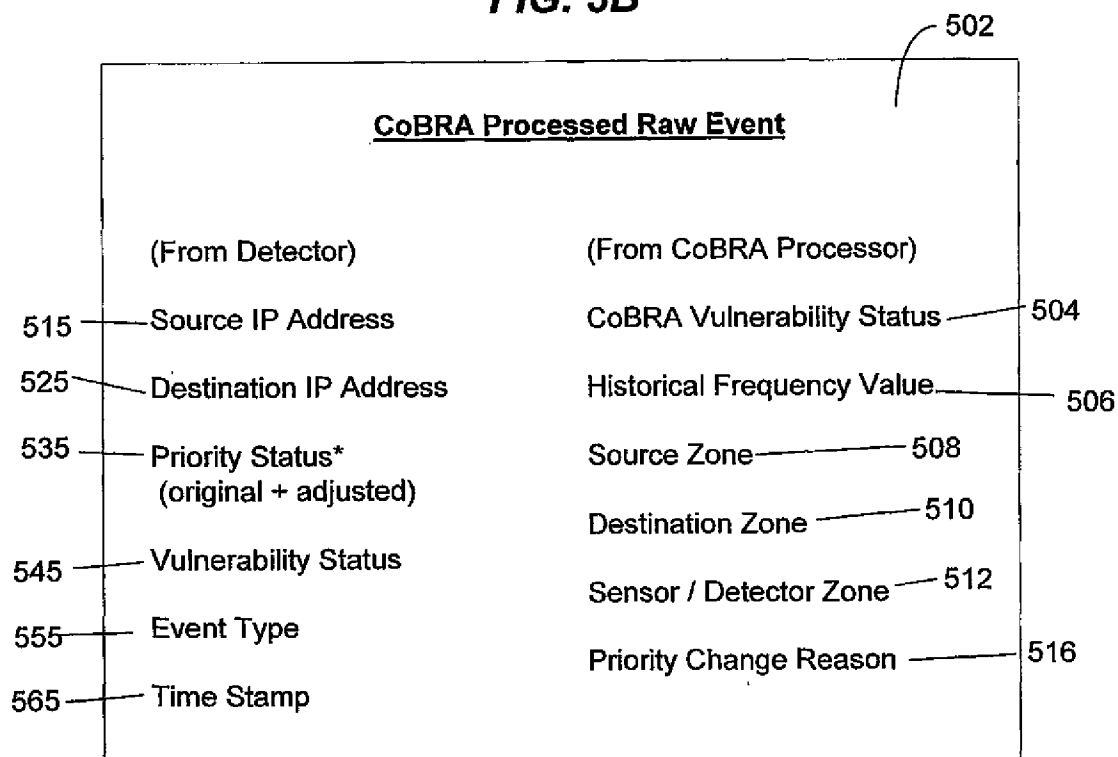 502
CoBRA Processed Raw Event
(From Detector) (From CoBRA Processor)
515 Source IP Address CoBRA Vulnerability Status 504
525 Destination IP Address Historical Frequency Value 506
535 Priority Status* Source Zone 508
(original + adjusted)
Destination Zone 510
545 Vulnerability Status
Sensor / Detector Zone 512
555 Event Type
Priority Change Reason 516
565 Time Stamp